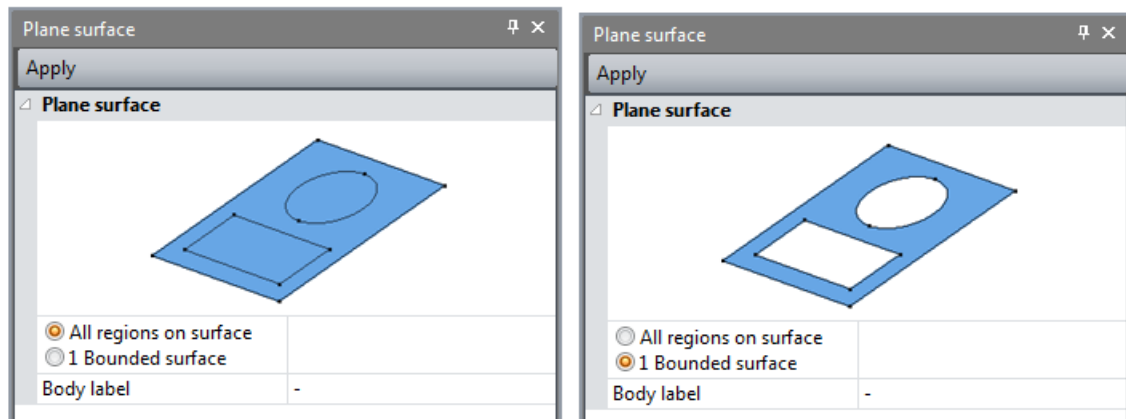 Plane surface
Apply
Plane surface
All regions on surface
1 Bounded surface
Body label -
Plane surface
Apply
Plane surface
All regions on surface
1 Bounded surface
Body label -